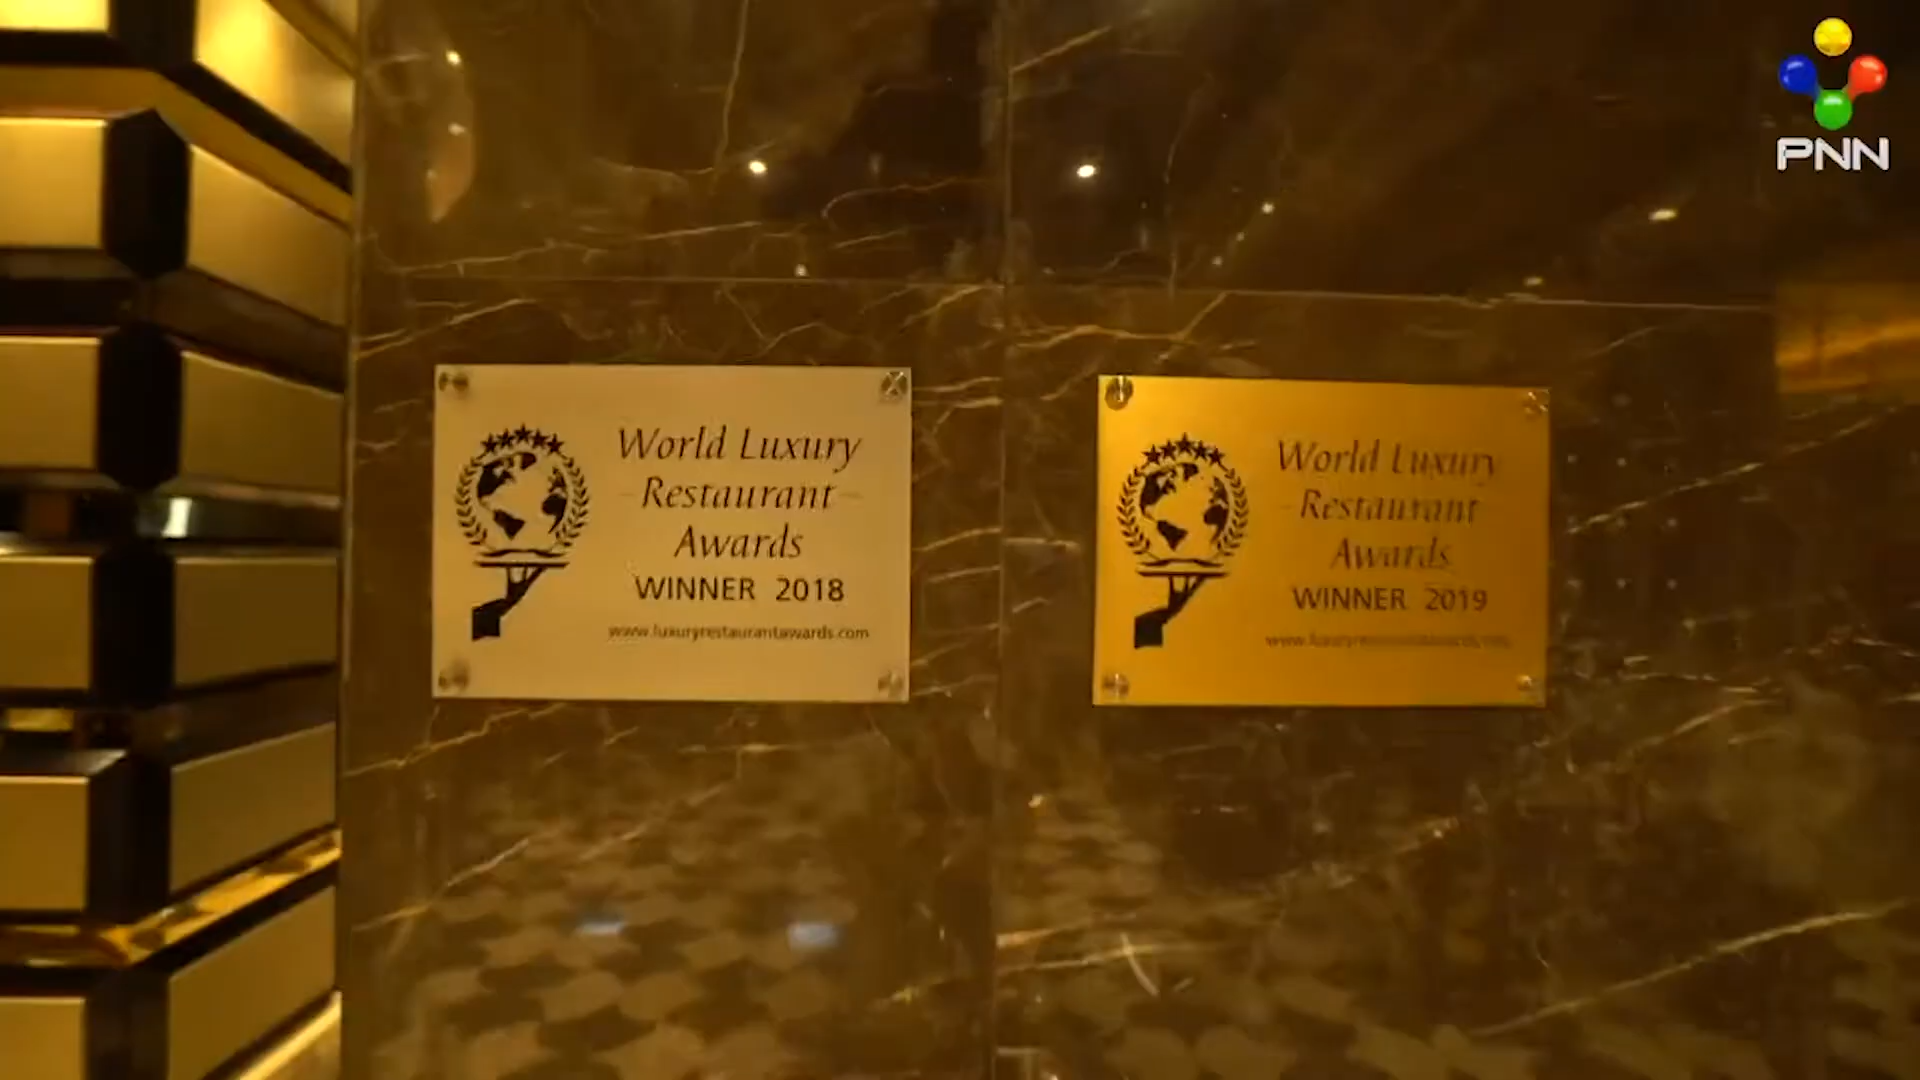 PNN
World Luxury
Restaurant
Awards
WINNER 2018
www.luxuryrestaurantawards.com
World Luxury
Restaurant
Awards
WINNER 2019